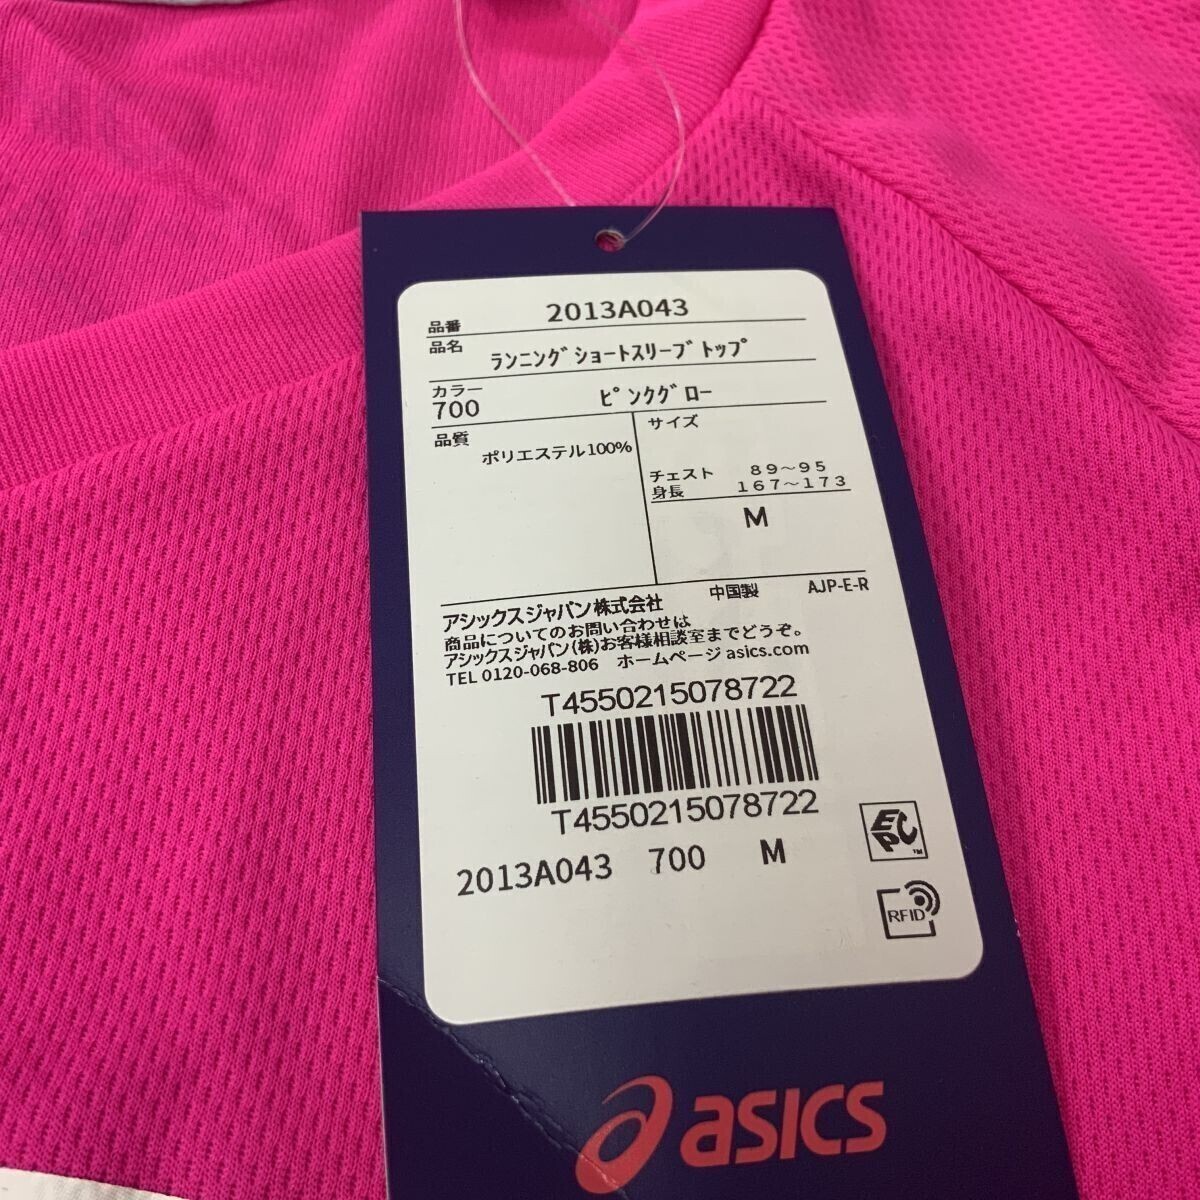 品番 2013A043
品名 ﾗﾝﾆﾝｸﾞｼｮｰﾄｽﾘｰﾌﾞﾄｯﾌﾟ
カラー
700 ﾋﾟﾝｸｸﾞﾛｰ
品質
ポリエステル100%
サイズ
チェスト 89～95
身長 167～173
M
アシックスジャパン株式会社 中国製 AJP-E-R
商品についてのお問い合わせは
アシックスジャパン(株)お客様相談室までどうぞ。
TEL 0120-068-806 ホームページ asics.com
T4550215078722
T4550215078722
2013A043 700 M
EPC™
RFID
asics